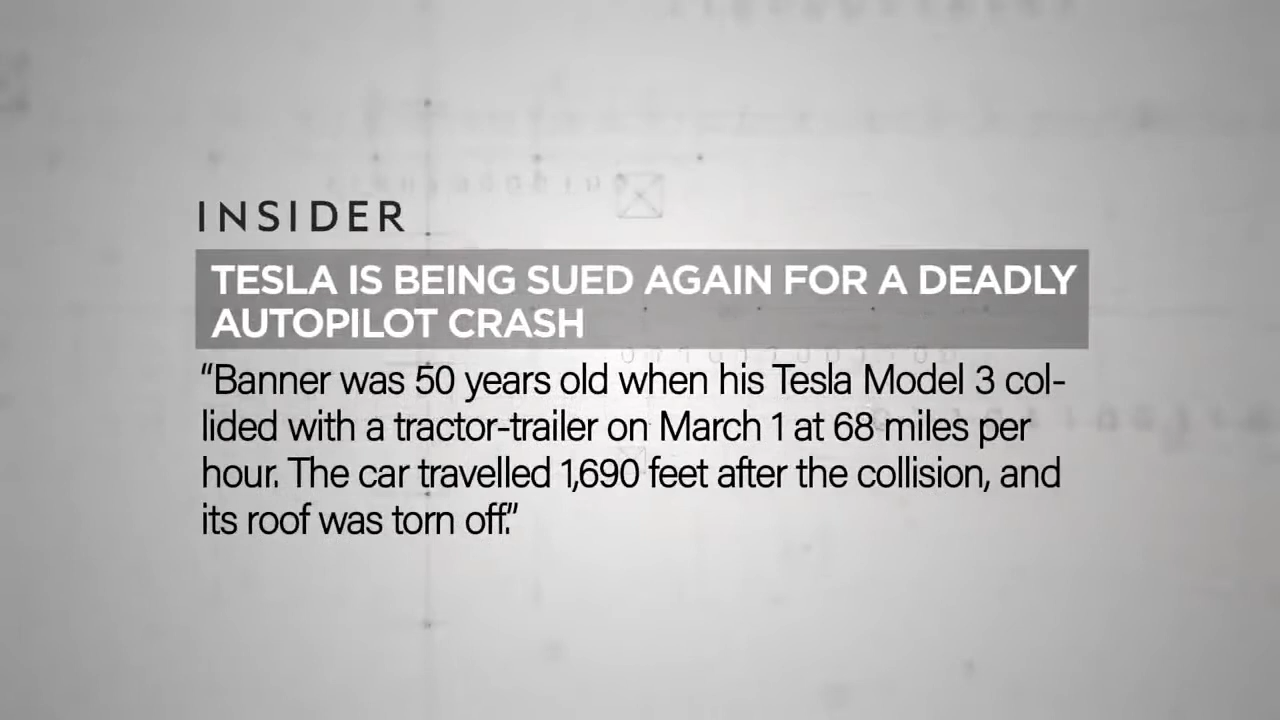 INSIDER
TESLA IS BEING SUED AGAIN FOR A DEADLY
AUTOPILOT CRASH
“Banner was 50 years old when his Tesla Model 3 col-
lided with a tractor-trailer on March 1 at 68 miles per
hour. The car travelled 1,690 feet after the collision, and
its roof was torn off.”